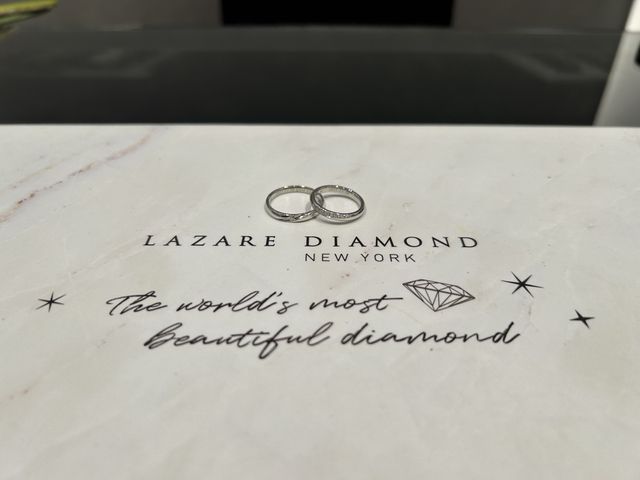 LAZARE DIAMOND
NEW YORK
The world's most
beautiful diamond